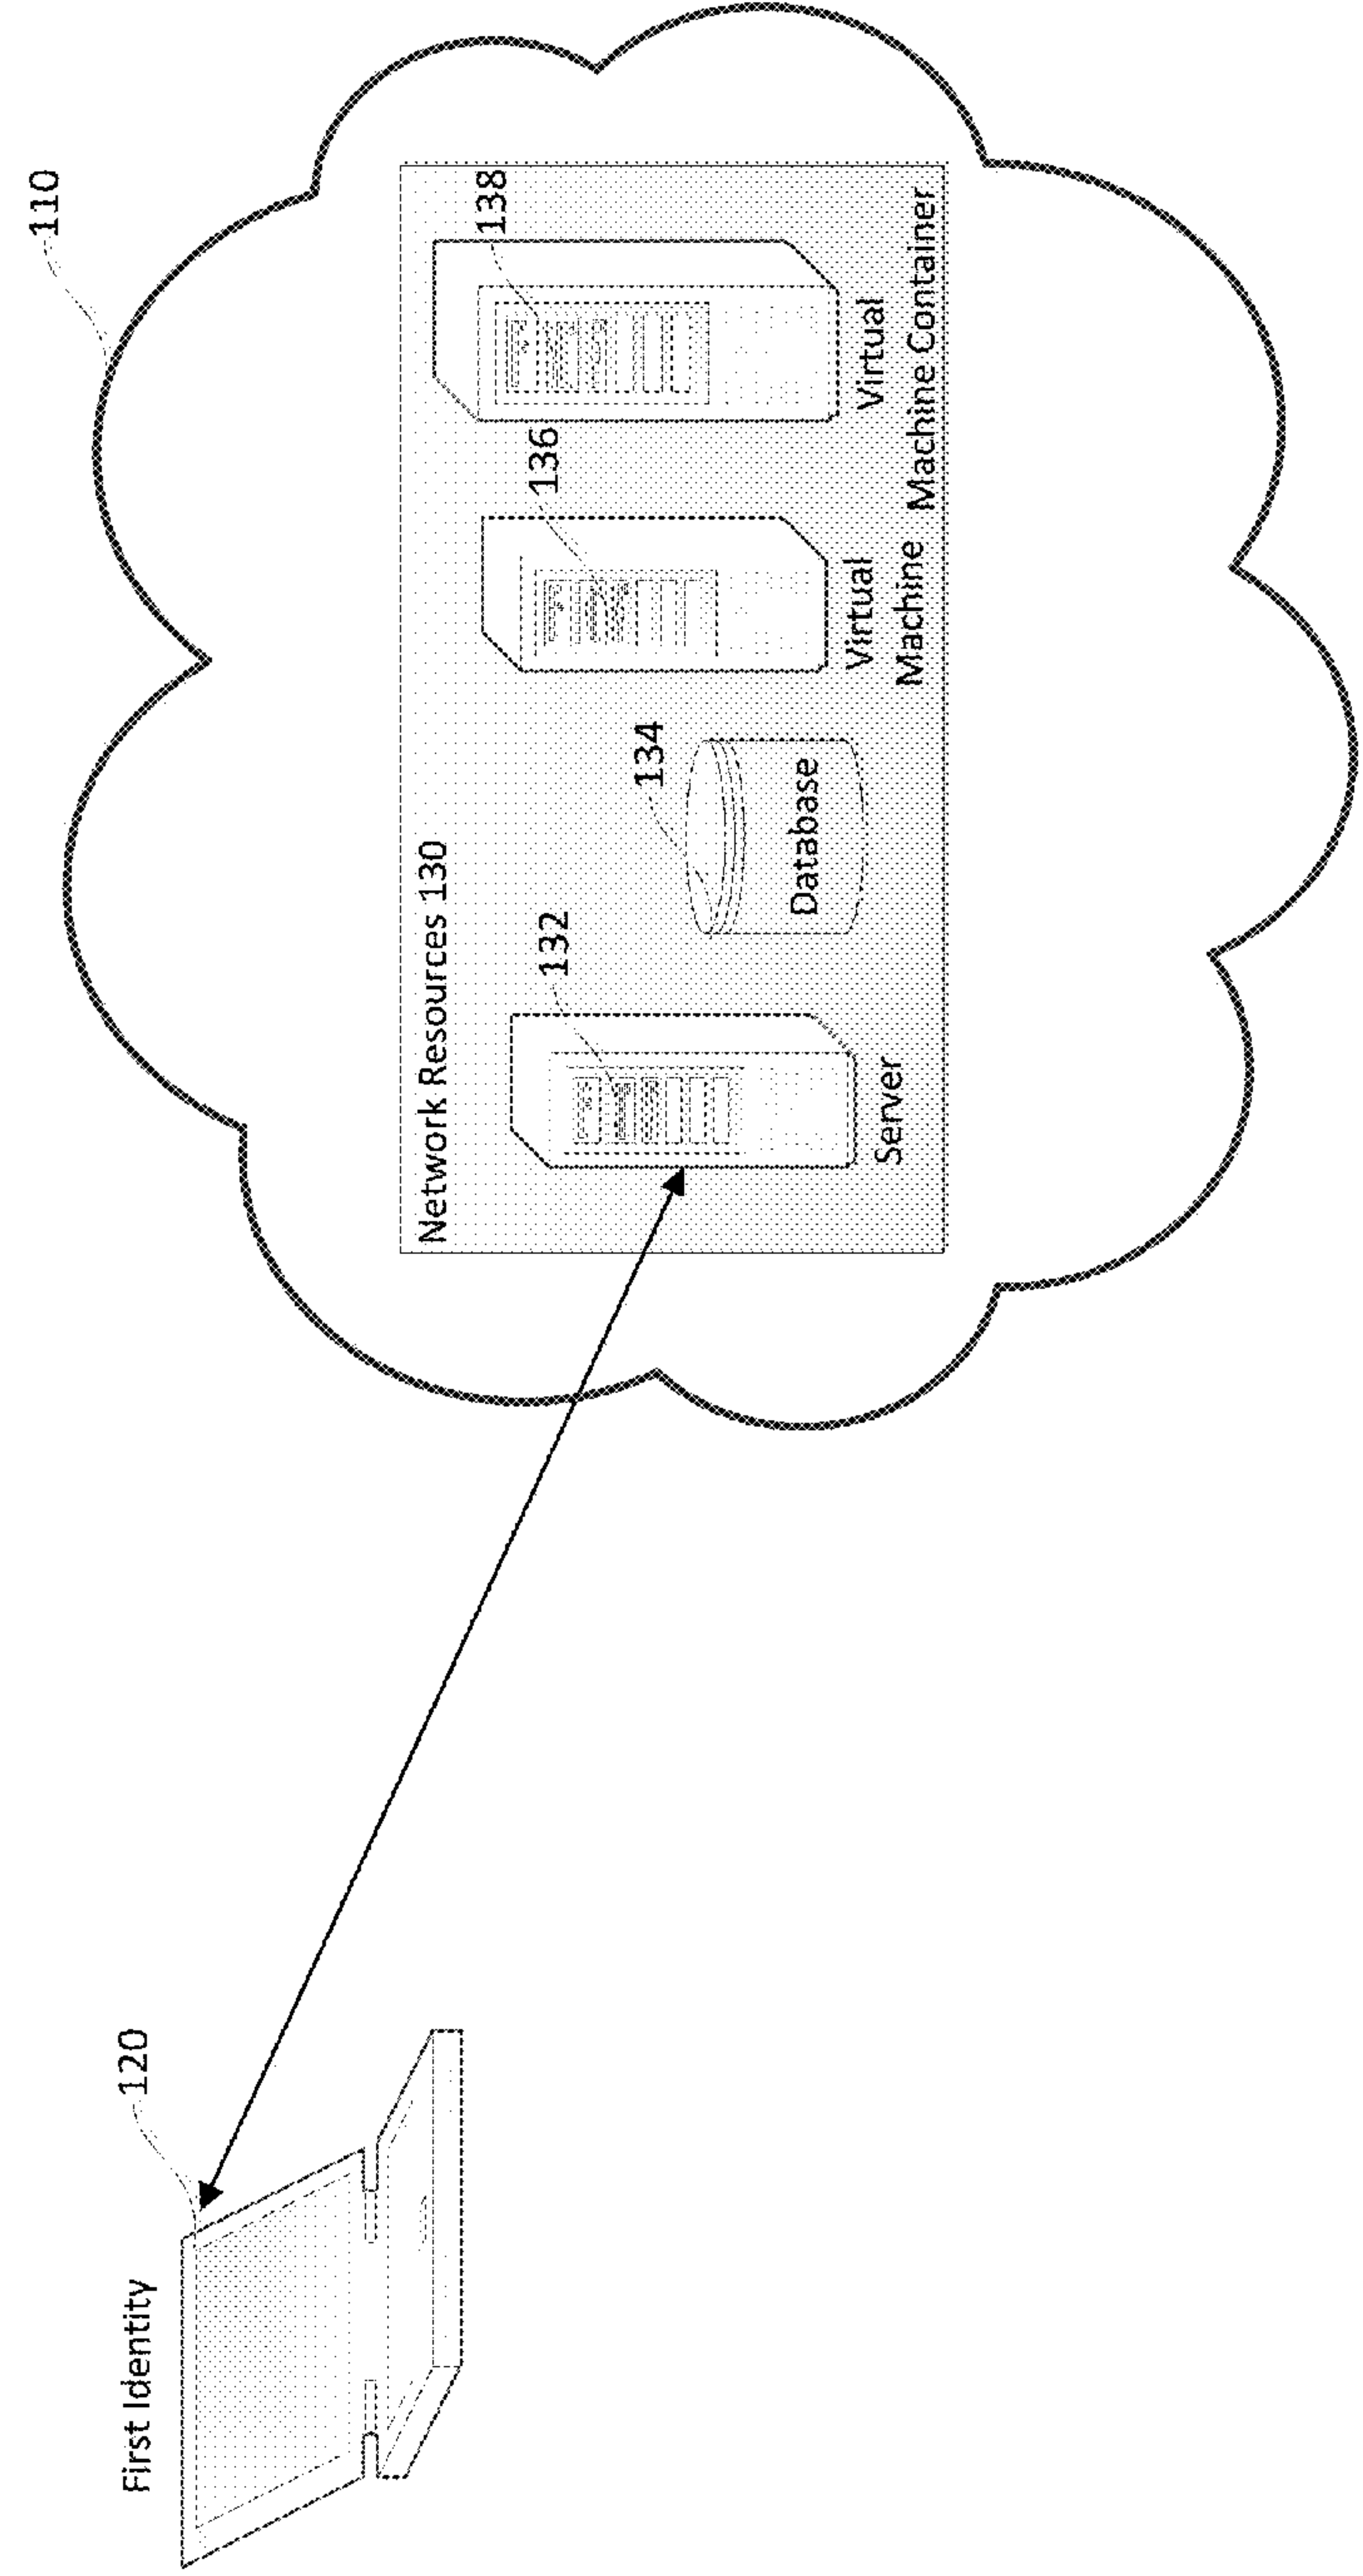 110
First Identity
120
Network Resources 130
132
134
136
138
Server
Database
Virtual
Machine
Virtual
Machine Container